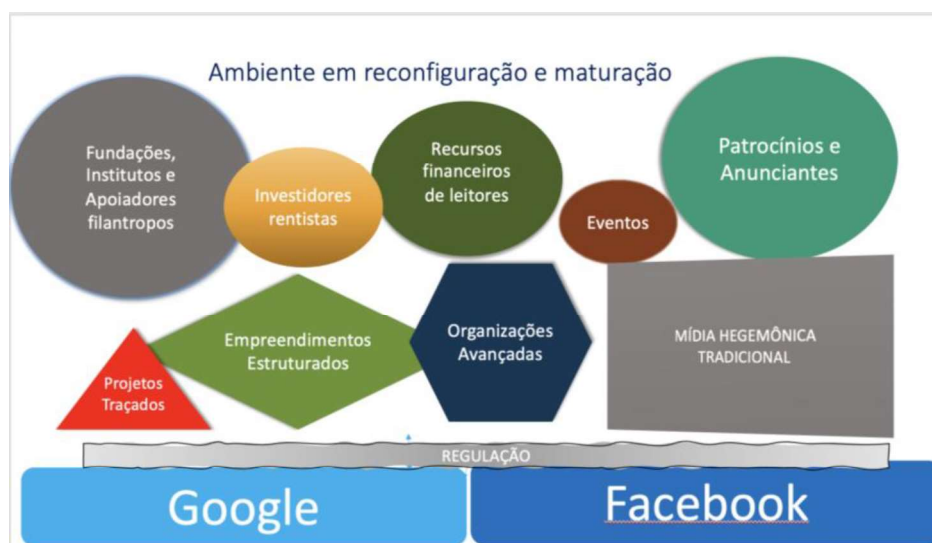 Ambiente em reconfiguração e maturação
Fundações,
Institutos e
Apoiadores
filantropos
Investidores
rentistas
Recursos
financeiros
de leitores
Eventos
Patrocínios e
Anunciantes
Projetos
Traçados
Empreendimentos
Estruturados
Organizações
Avançadas
MÍDIA HEGEMÔNICA
TRADICIONAL
REGULAÇÃO
Google
Facebook